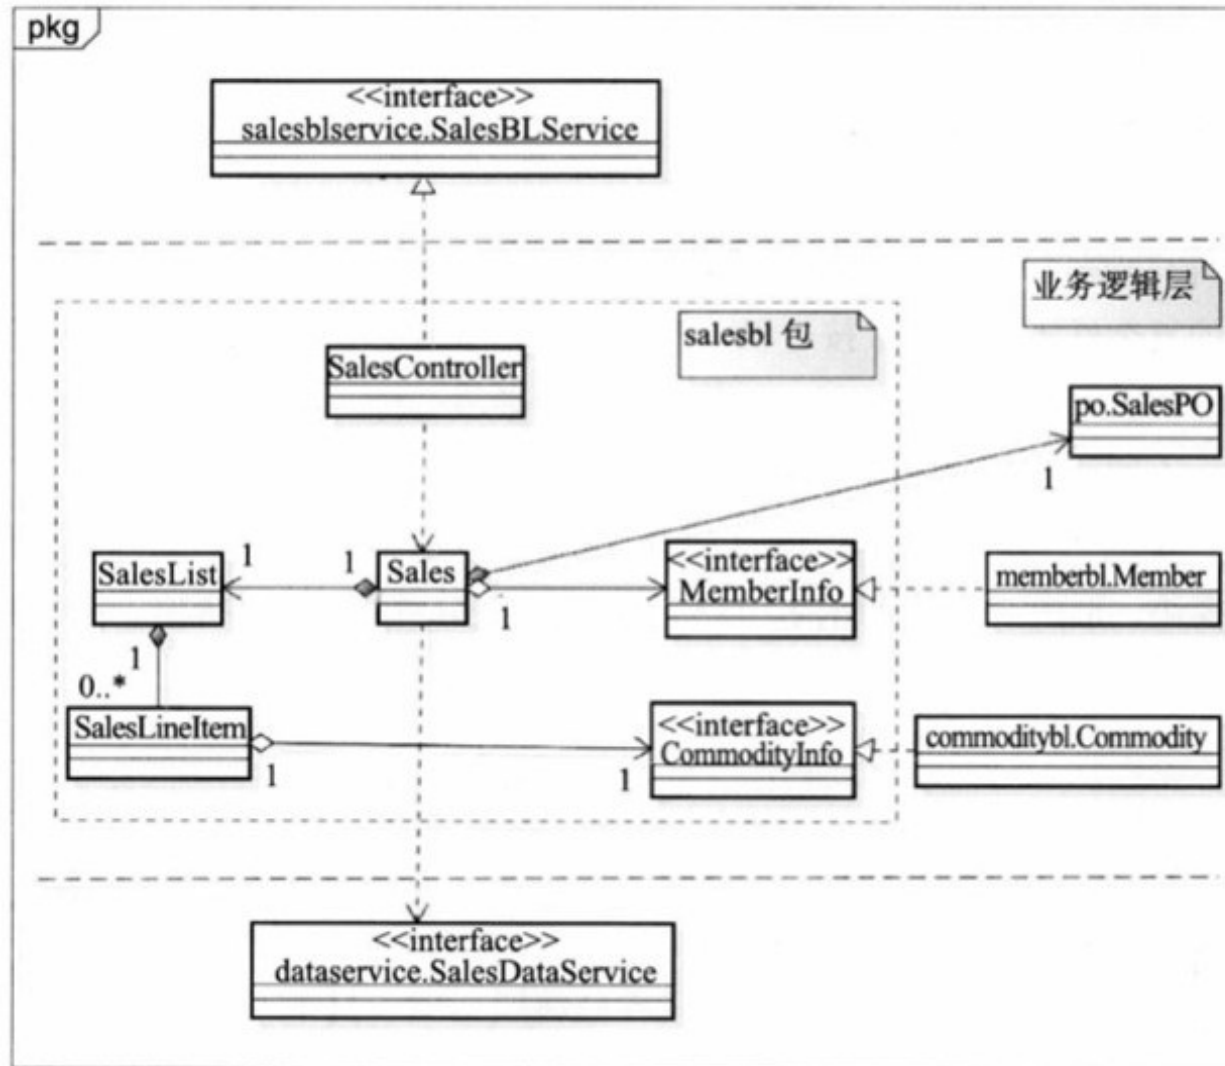 pkg
<<interface>>
salesblservice.SalesBLService
业务逻辑层
salesbl 包
SalesController
po.SalesPO
1
SalesList
1
1
Sales
1
<<interface>>
MemberInfo
memberbl.Member
1
0..*
SalesLineItem
1
1
<<interface>>
CommodityInfo
commoditybl.Commodity
<<interface>>
dataservice.SalesDataService